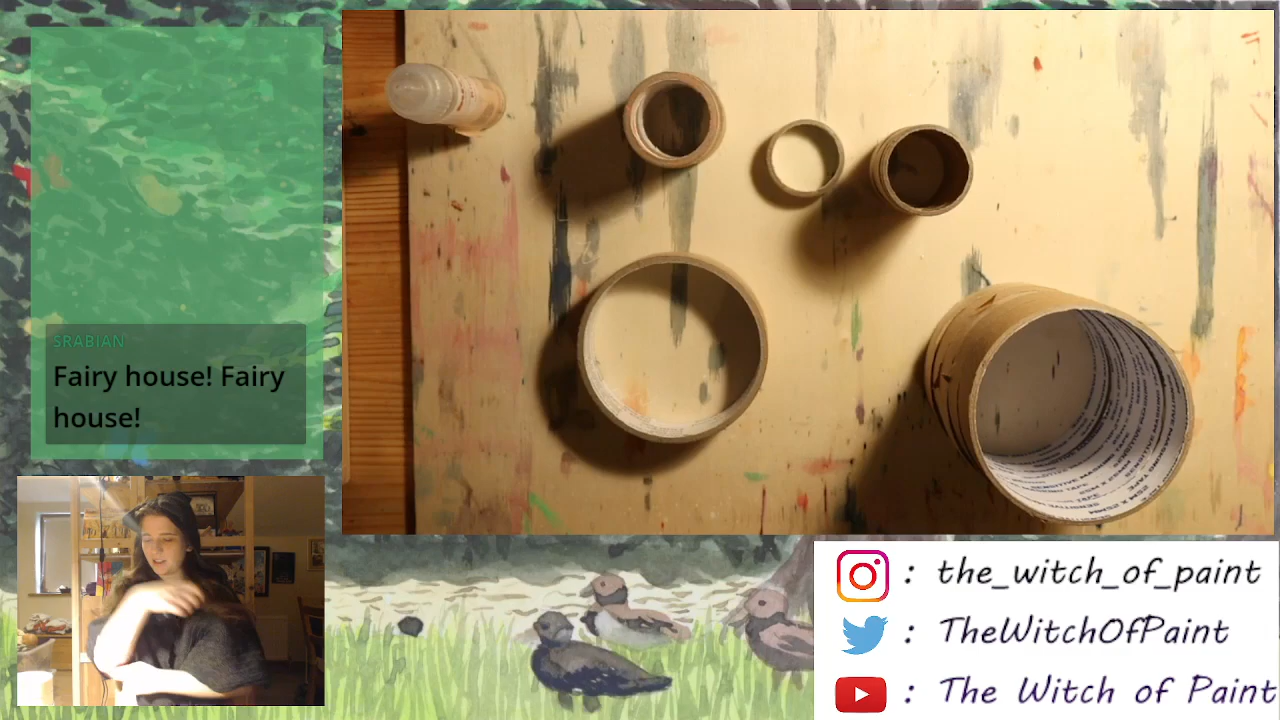 SRABIAN
Fairy house! Fairy
house!
: the_witch_of_paint
: TheWitchOfPaint
: The Witch of Paint